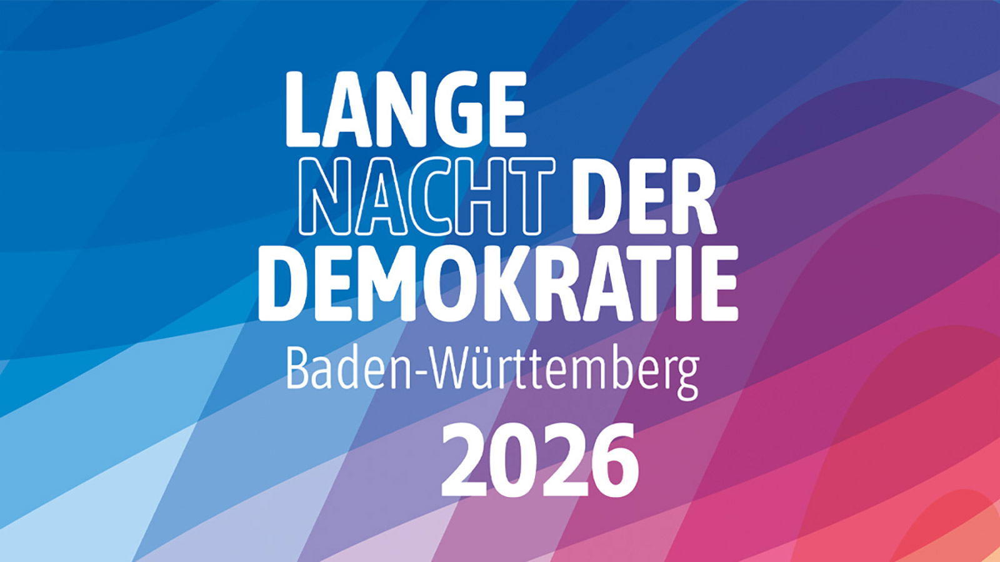 LANGE
NACHT DER
DEMOKRATIE
Baden-Württemberg
2026